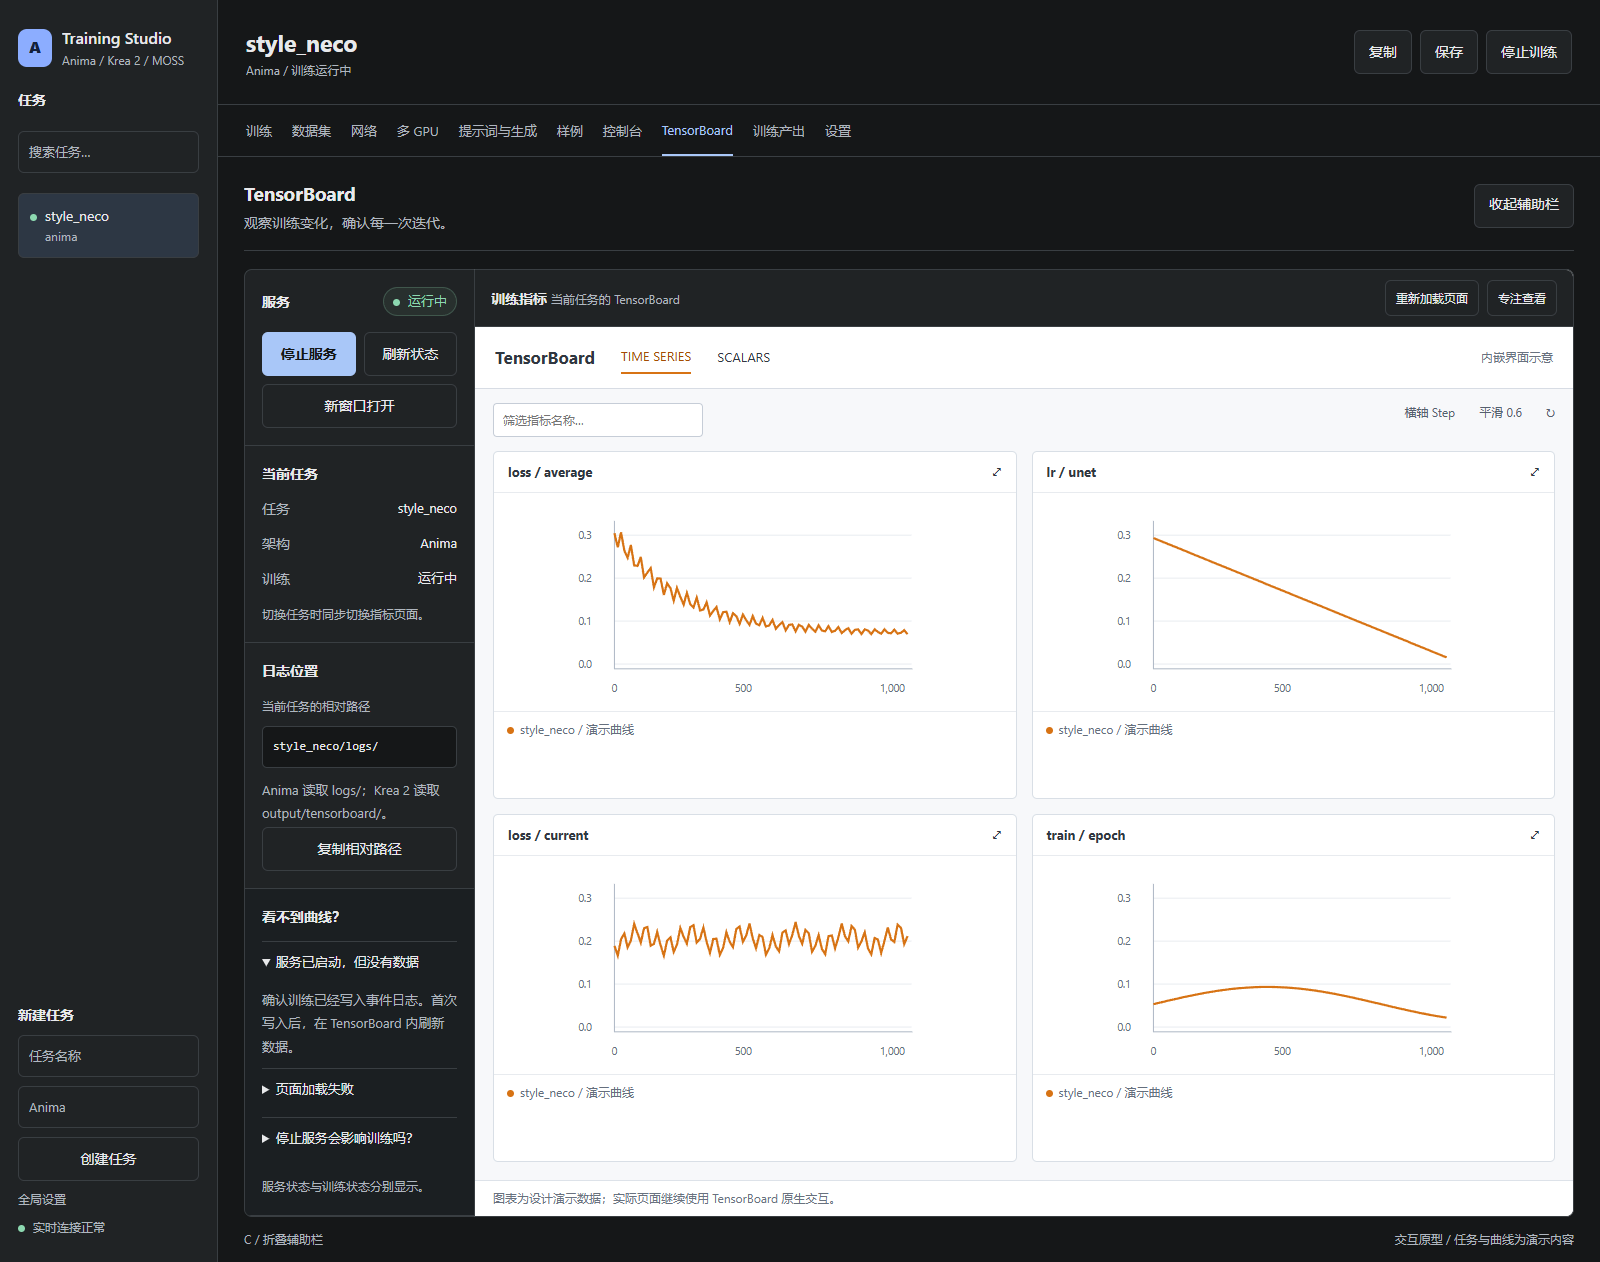 A
Training Studio
Anima / Krea 2 / MOSS
任务
搜索任务...
style_neco
anima
新建任务
任务名称
Anima
创建任务
全局设置
实时连接正常
style_neco
Anima / 训练运行中
复制
保存
停止训练
训练
数据集
网络
多 GPU
提示词与生成
样例
控制台
TensorBoard
训练产出
设置
TensorBoard
观察训练变化，确认每一次迭代。
收起辅助栏
服务
运行中
停止服务
刷新状态
新窗口打开
当前任务
任务
style_neco
架构
Anima
训练
运行中
切换任务时同步切换指标页面。
日志位置
当前任务的相对路径
style_neco/logs/
Anima 读取 logs/；Krea 2 读取
output/tensorboard/。
复制相对路径
看不到曲线？
服务已启动，但没有数据
确认训练已经写入事件日志。首次
写入后，在 TensorBoard 内刷新
数据。
页面加载失败
停止服务会影响训练吗？
服务状态与训练状态分别显示。
训练指标 当前任务的 TensorBoard
重新加载页面
专注查看
TensorBoard
TIME SERIES
SCALARS
内嵌界面示意
筛选指标名称...
横轴 Step
平滑 0.6
↻
loss / average
⤢
0.3
0.2
0.1
0.0
0
500
1,000
style_neco / 演示曲线
lr / unet
⤢
0.3
0.2
0.1
0.0
0
500
1,000
style_neco / 演示曲线
loss / current
⤢
0.3
0.2
0.1
0.0
0
500
1,000
style_neco / 演示曲线
train / epoch
⤢
0.3
0.2
0.1
0.0
0
500
1,000
style_neco / 演示曲线
图表为设计演示数据；实际页面继续使用 TensorBoard 原生交互。
C / 折叠辅助栏
交互原型 / 任务与曲线为演示内容